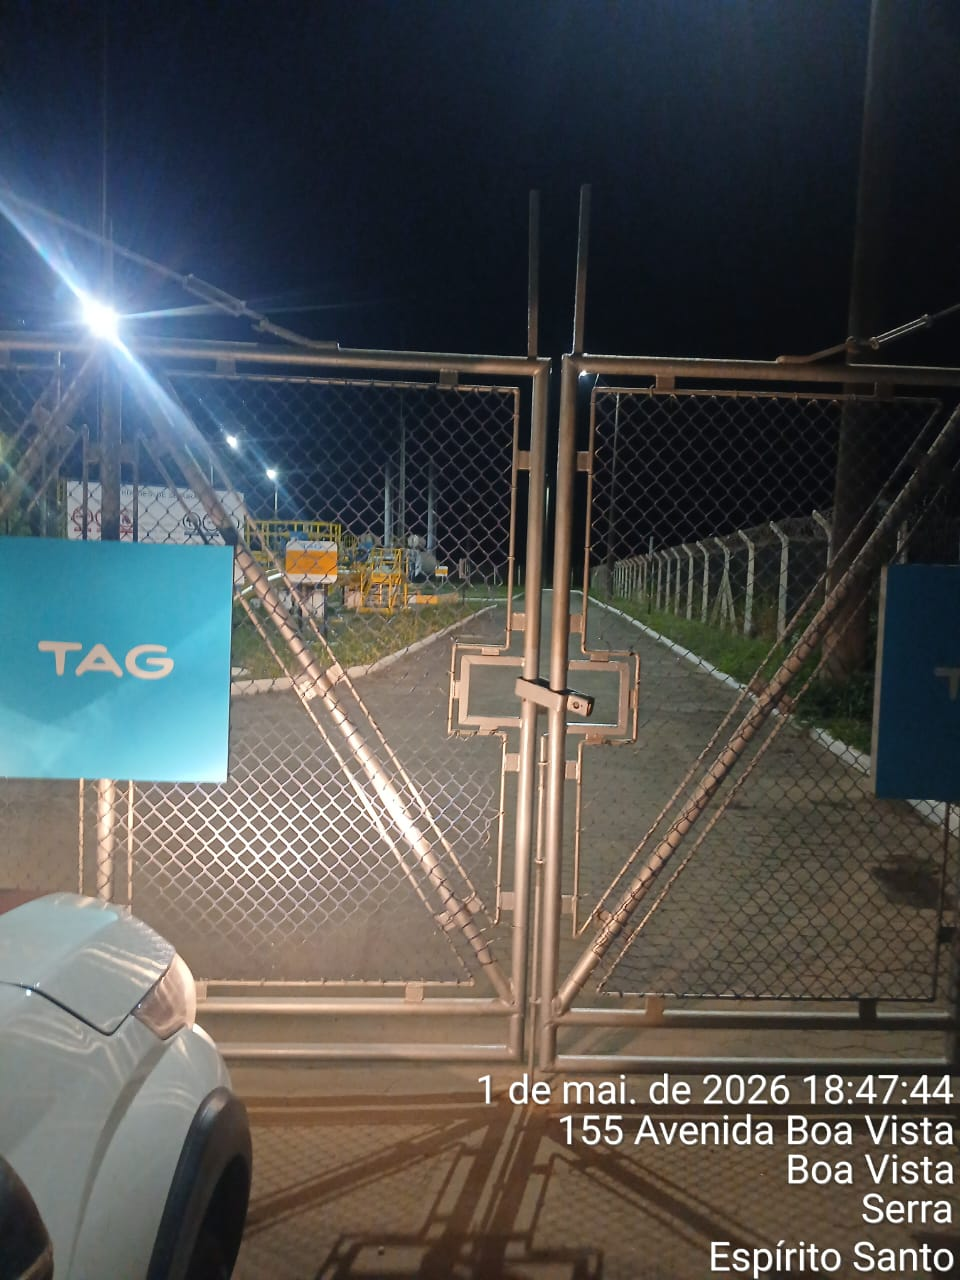 TAG
1 de mai. de 2026 18:47:44
155 Avenida Boa Vista
Boa Vista
Serra
Espírito Santo